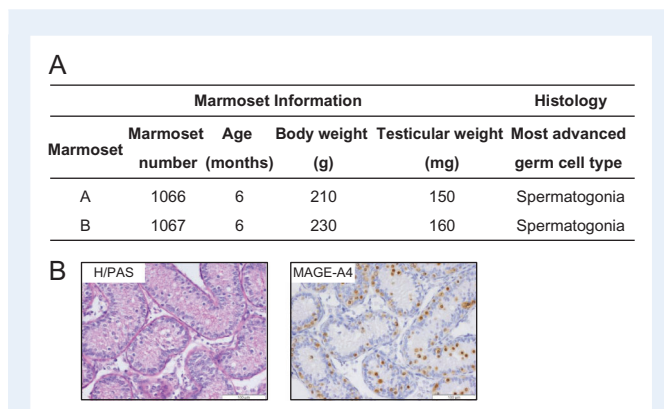 A
Marmoset Information Histology
Marmoset Marmoset number Age (months) Body weight (g) Testicular weight (mg) Most advanced germ cell type
A 1066 6 210 150 Spermatogonia
B 1067 6 230 160 Spermatogonia
B H/PAS MAGE-A4